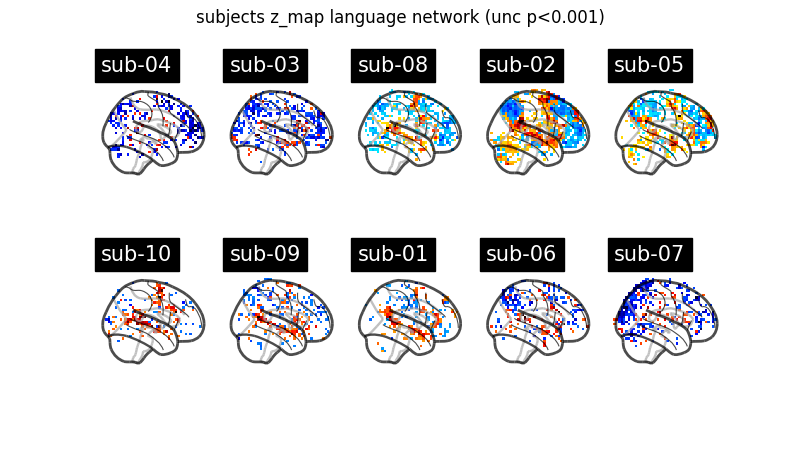 subjects z_map language network (unc p<0.001)
sub-04
sub-03
sub-08
sub-02
sub-05
sub-10
sub-09
sub-01
sub-06
sub-07